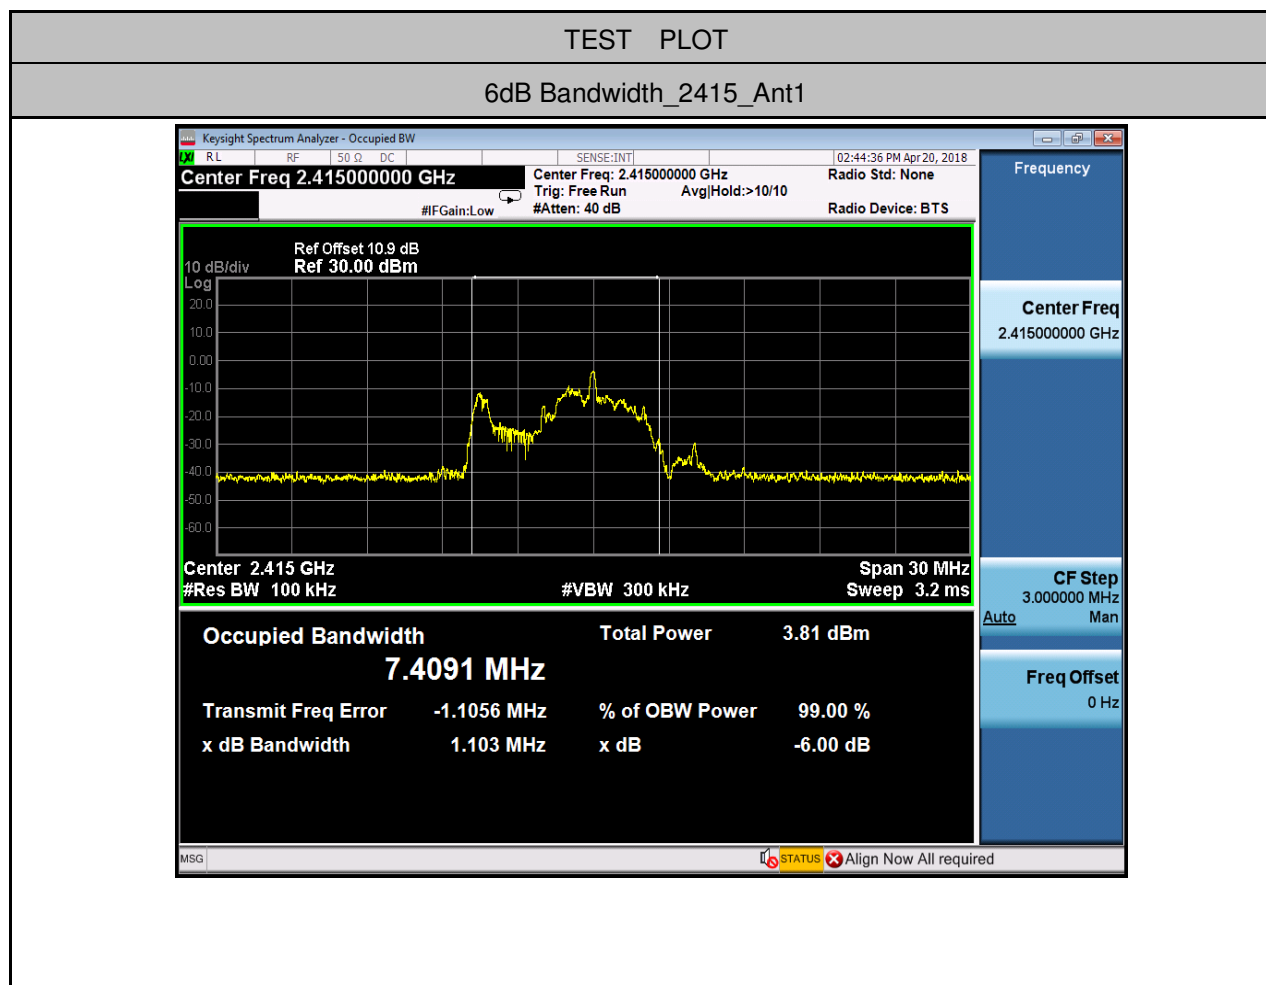 TEST PLOT
6dB Bandwidth_2415_Ant1
Keysight Spectrum Analyzer - Occupied BW
LXI RL RF 50 Ω DC SENSE:INT 02:44:36 PM Apr 20, 2018
Center Freq 2.415000000 GHz
Center Freq: 2.415000000 GHz
Radio Std: None
Trig: Free Run Avg|Hold:>10/10
#IFGain:Low
#Atten: 40 dB
Radio Device: BTS
Ref Offset 10.9 dB
10 dB/div Ref 30.00 dBm
Log
20.0
10.0
0.00
-10.0
-20.0
-30.0
-40.0
-50.0
-60.0
Center 2.415 GHz Span 30 MHz
#Res BW 100 kHz #VBW 300 kHz Sweep 3.2 ms
Occupied Bandwidth Total Power 3.81 dBm
7.4091 MHz
Transmit Freq Error -1.1056 MHz % of OBW Power 99.00 %
x dB Bandwidth 1.103 MHz x dB -6.00 dB
Frequency
Center Freq
2.415000000 GHz
CF Step
3.000000 MHz
Auto Man
Freq Offset
0 Hz
MSG STATUS Align Now All required